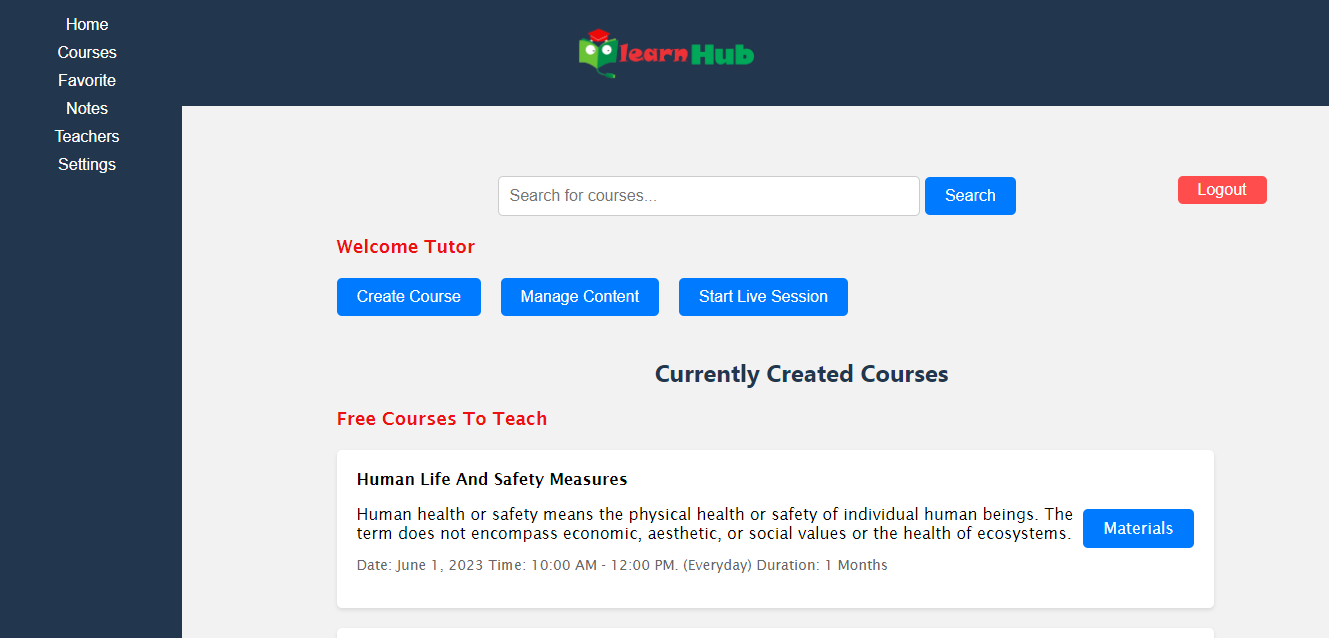 Home
Courses
Favorite
Notes
Teachers
Settings
learnHub
Search for courses...
Search
Logout
Welcome Tutor
Create Course
Manage Content
Start Live Session
Currently Created Courses
Free Courses To Teach
Human Life And Safety Measures
Human health or safety means the physical health or safety of individual human beings. The
term does not encompass economic, aesthetic, or social values or the health of ecosystems.
Materials
Date: June 1, 2023 Time: 10:00 AM - 12:00 PM. (Everyday) Duration: 1 Months